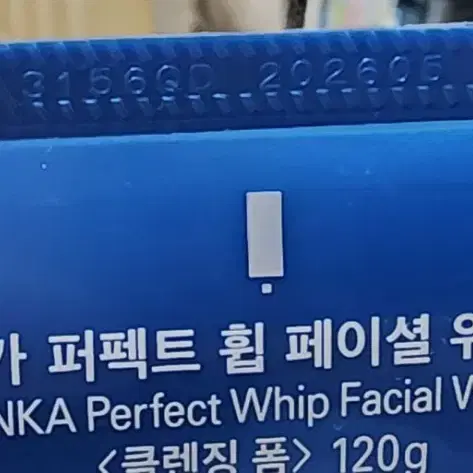 3156QD 202605
가 퍼펙트 휩 페이셜 워
NKA Perfect Whip Facial W
<클렌징 폼> 120g